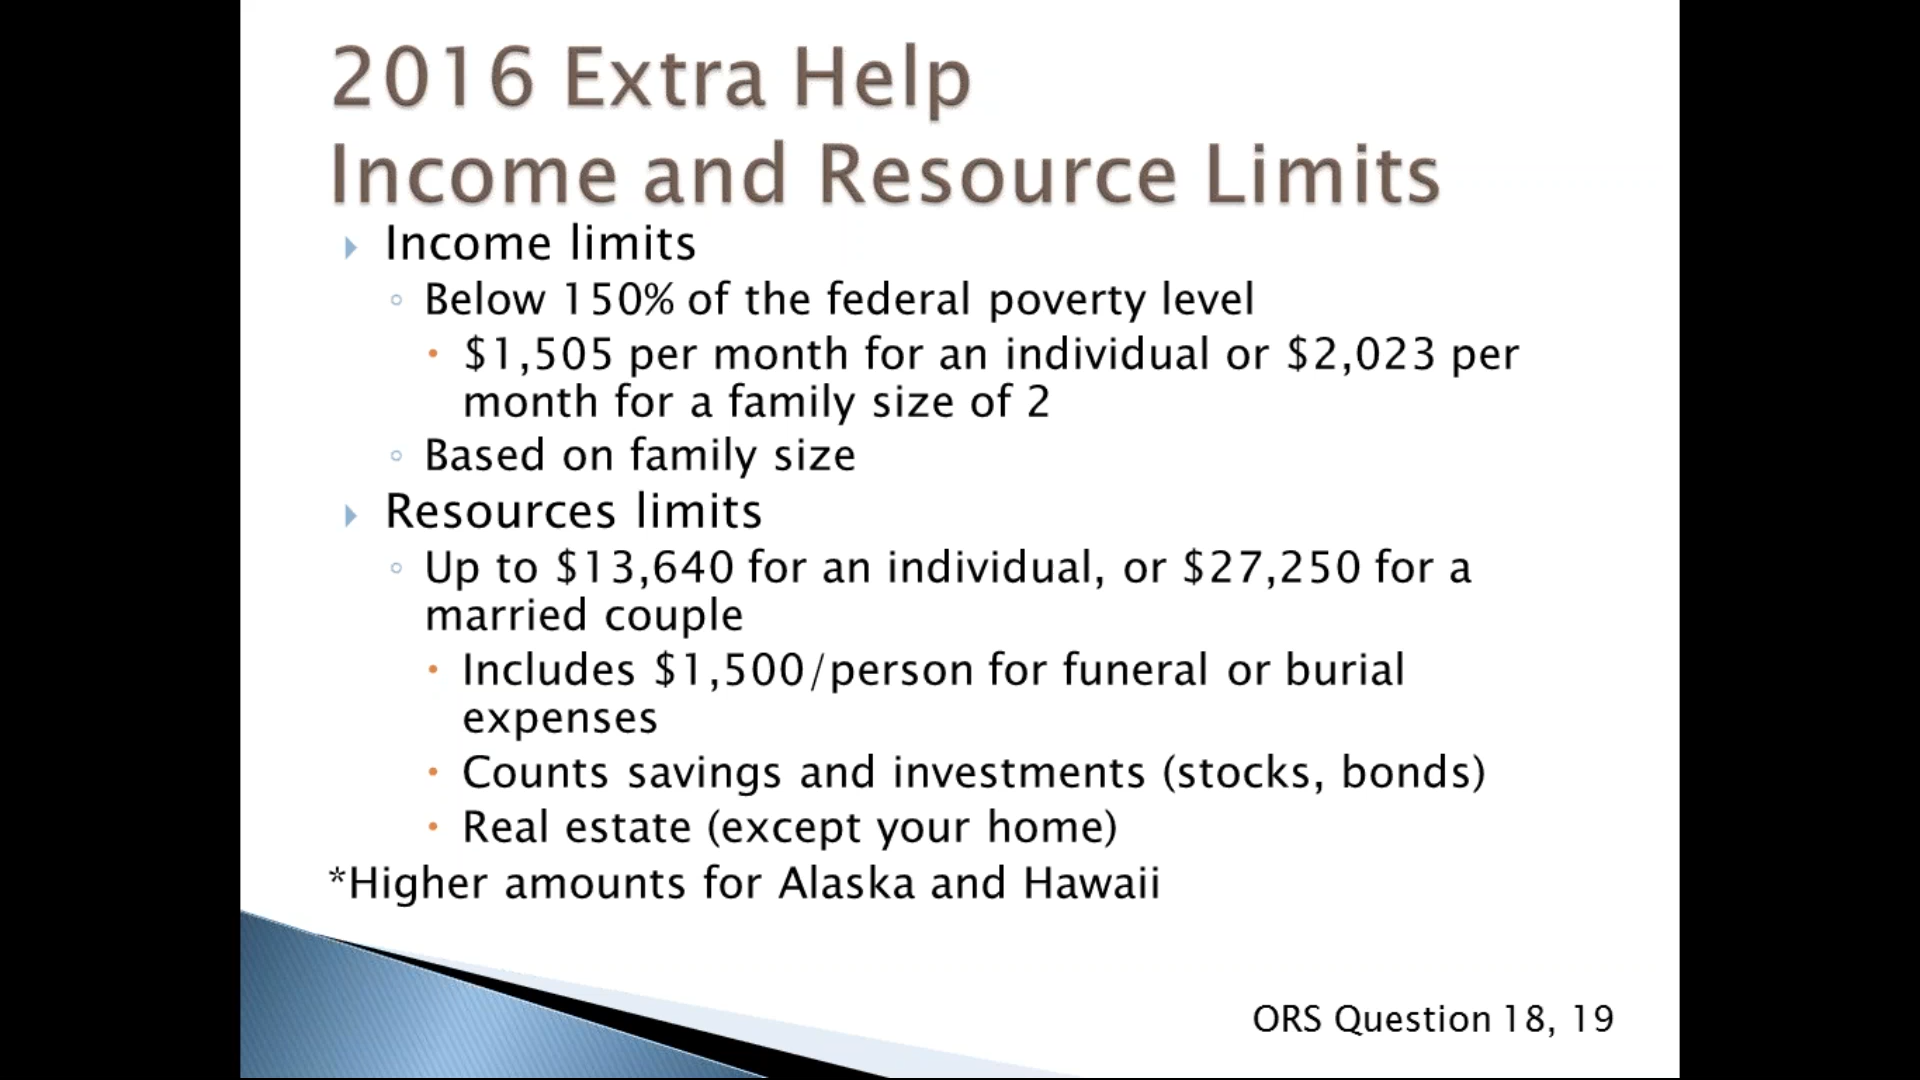 2016 Extra Help
Income and Resource Limits
Income limits
Below 150% of the federal poverty level
$1,505 per month for an individual or $2,023 per
month for a family size of 2
Based on family size
Resources limits
Up to $13,640 for an individual, or $27,250 for a
married couple
Includes $1,500/person for funeral or burial
expenses
Counts savings and investments (stocks, bonds)
Real estate (except your home)
*Higher amounts for Alaska and Hawaii
ORS Question 18, 19